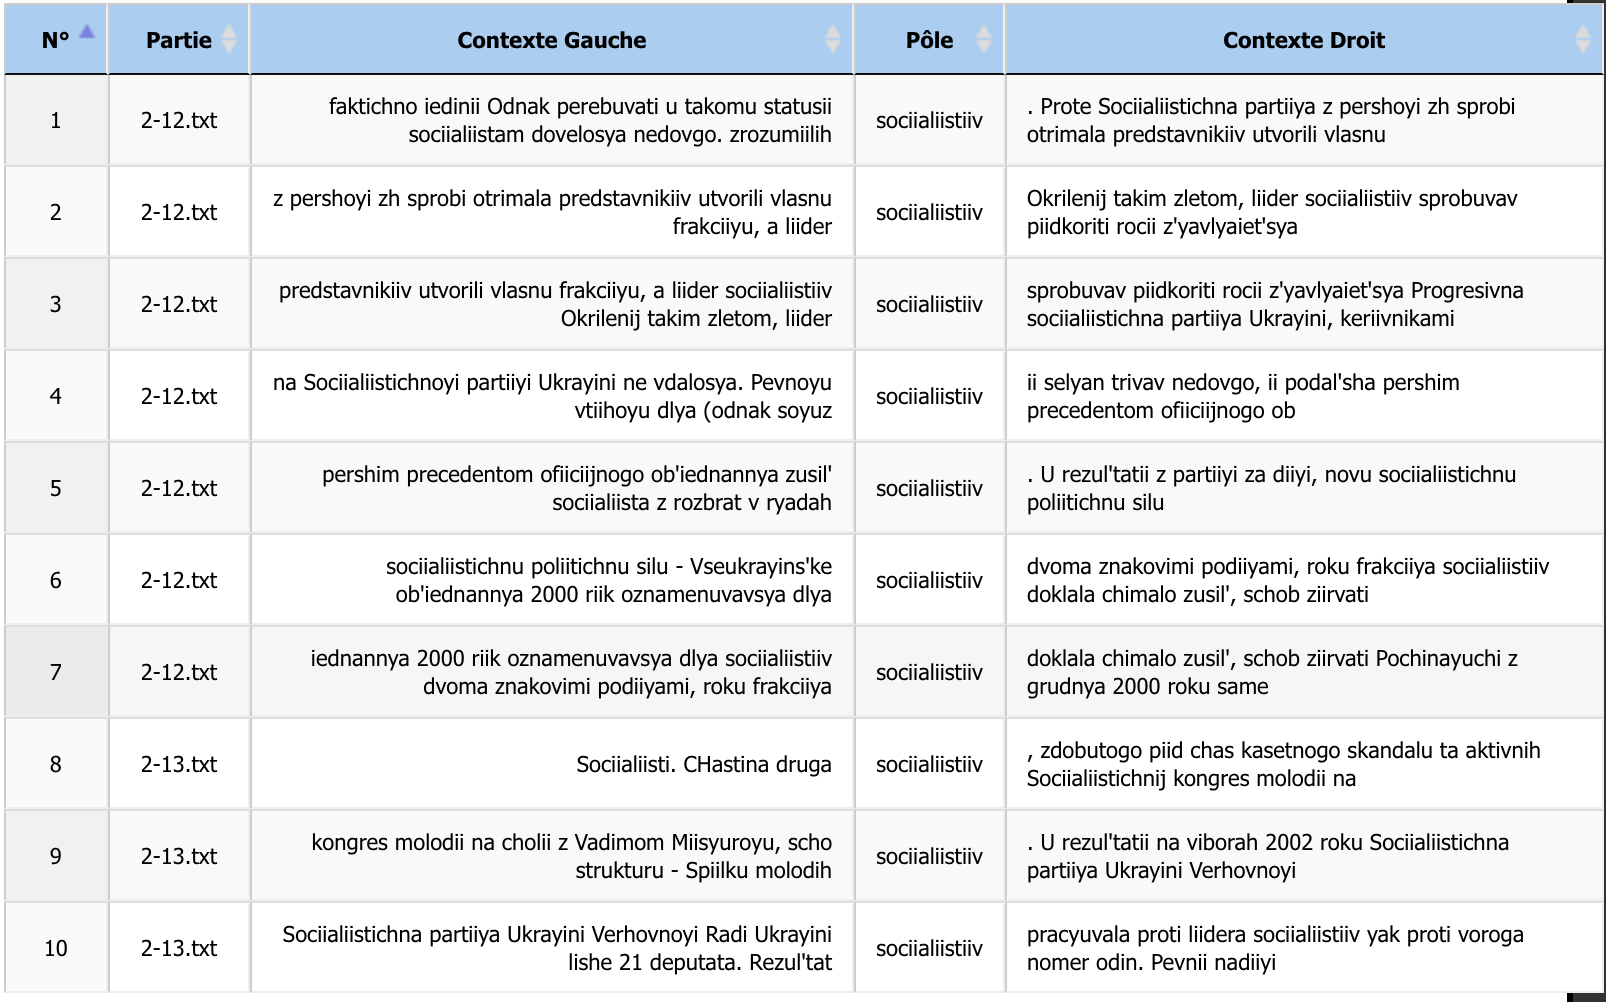 N° Partie Contexte Gauche Pôle Contexte Droit
1 2-12.txt faktichno iedinii Odnak perebuvati u takomu statusii
sociialiistam dovelosya nedovgo. zrozumiilih sociialiistiiv . Prote Sociialiistichna partiiya z pershoyi zh sprobi
otrimala predstavnikiiv utvorili vlasnu
2 2-12.txt z pershoyi zh sprobi otrimala predstavnikiiv utvorili vlasnu
frakciiyu, a liider sociialiistiiv Okrilenij takim zletom, liider sociialiistiiv sprobuvav
piidkoriti rocii z'yavlyaiet'sya
3 2-12.txt predstavnikiiv utvorili vlasnu frakciiyu, a liider sociialiistiiv
Okrilenij takim zletom, liider sociialiistiiv sprobuvav piidkoriti rocii z'yavlyaiet'sya Progresivna
sociialiistichna partiiya Ukrayini, keriivnikami
4 2-12.txt na Sociialiistichnoyi partiiyi Ukrayini ne vdalosya. Pevnoyu
vtiihoyu dlya (odnak soyuz sociialiistiiv ii selyan trivav nedovgo, ii podal'sha pershim
precedentom ofiiciijnogo ob
5 2-12.txt pershim precedentom ofiiciijnogo ob'iednannya zusil'
sociialiista z rozbrat v ryadah sociialiistiiv . U rezul'tatii z partiiyi za diiyi, novu sociialiistichnu
poliitichnu silu
6 2-12.txt sociialiistichnu poliitichnu silu - Vseukrayins'ke
ob'iednannya 2000 riik oznamenuvavsya dlya sociialiistiiv dvoma znakovimi podiiyami, roku frakciiya sociialiistiiv
doklala chimalo zusil', schob ziirvati
7 2-12.txt iednannya 2000 riik oznamenuvavsya dlya sociialiistiiv
dvoma znakovimi podiiyami, roku frakciiya sociialiistiiv doklala chimalo zusil', schob ziirvati Pochinayuchi z
grudnya 2000 roku same
8 2-13.txt Sociialiisti. CHastina druga sociialiistiiv , zdobutogo piid chas kasetnogo skandalu ta aktivnih
Sociialiistichnij kongres molodii na
9 2-13.txt kongres molodii na cholii z Vadimom Miisyuroyu, scho
strukturu - Spiilku molodih sociialiistiiv . U rezul'tatii na viborah 2002 roku Sociialiistichna
partiiya Ukrayini Verhovnoyi
10 2-13.txt Sociialiistichna partiiya Ukrayini Verhovnoyi Radi Ukrayini
lishe 21 deputata. Rezul'tat sociialiistiiv pracyuvala proti liidera sociialiistiiv yak proti voroga
nomer odin. Pevnii nadiiyi